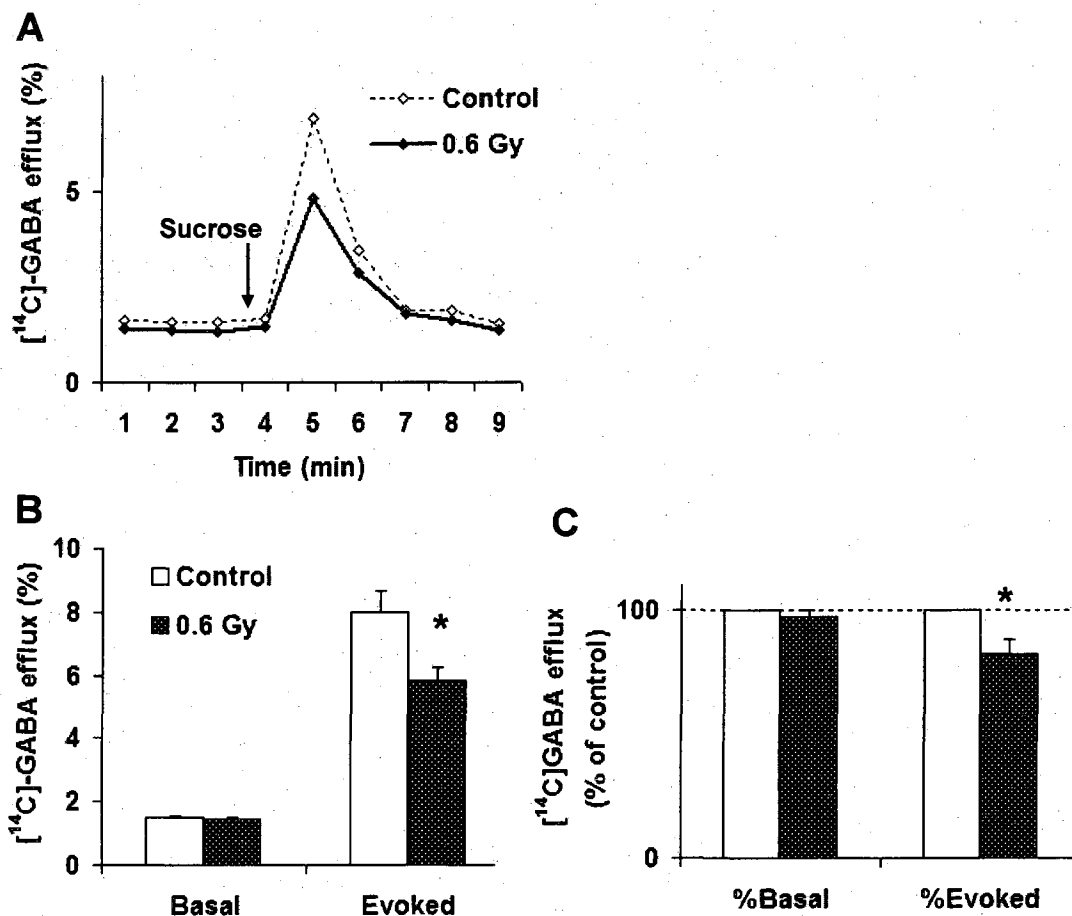 A
[¹⁴C]-GABA efflux (%)
5
0
Control
0.6 Gy
Sucrose
1 2 3 4 5 6 7 8 9
Time (min)
B
[¹⁴C]-GABA efflux (%)
10
8
6
4
2
0
Control
0.6 Gy
*
Basal Evoked
C
[¹⁴C]GABA efflux
(% of control)
100
0
*
%Basal %Evoked